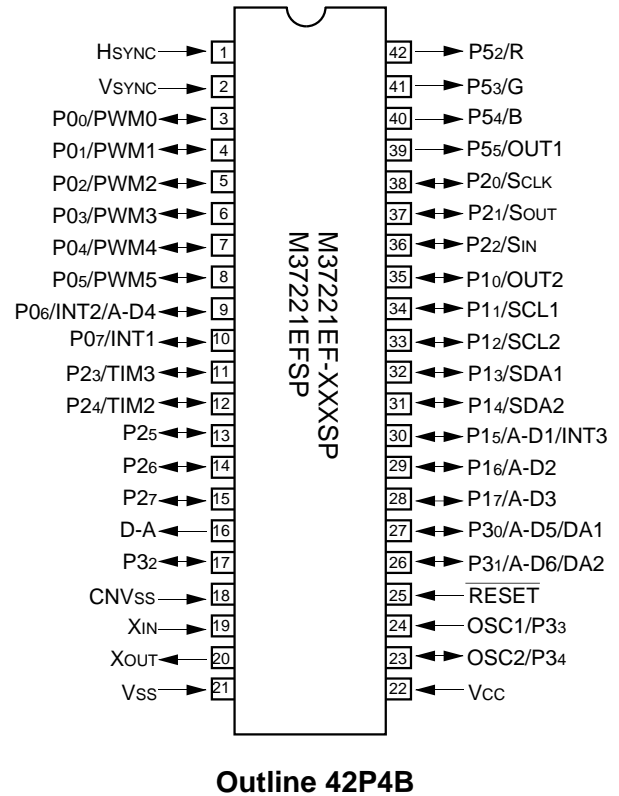 HSYNC 1
VSYNC 2
P00/PWM0 3
P01/PWM1 4
P02/PWM2 5
P03/PWM3 6
P04/PWM4 7
P05/PWM5 8
P06/INT2/A-D4 9
P07/INT1 10
P23/TIM3 11
P24/TIM2 12
P25 13
P26 14
P27 15
D-A 16
P32 17
CNVSS 18
XIN 19
XOUT 20
VSS 21
M37221EF-XXXSP
M37221EFSP
42 P52/R
41 P53/G
40 P54/B
39 P55/OUT1
38 P20/SCLK
37 P21/SOUT
36 P22/SIN
35 P10/OUT2
34 P11/SCL1
33 P12/SCL2
32 P13/SDA1
31 P14/SDA2
30 P15/A-D1/INT3
29 P16/A-D2
28 P17/A-D3
27 P30/A-D5/DA1
26 P31/A-D6/DA2
25 RESET
24 OSC1/P33
23 OSC2/P34
22 VCC
Outline 42P4B